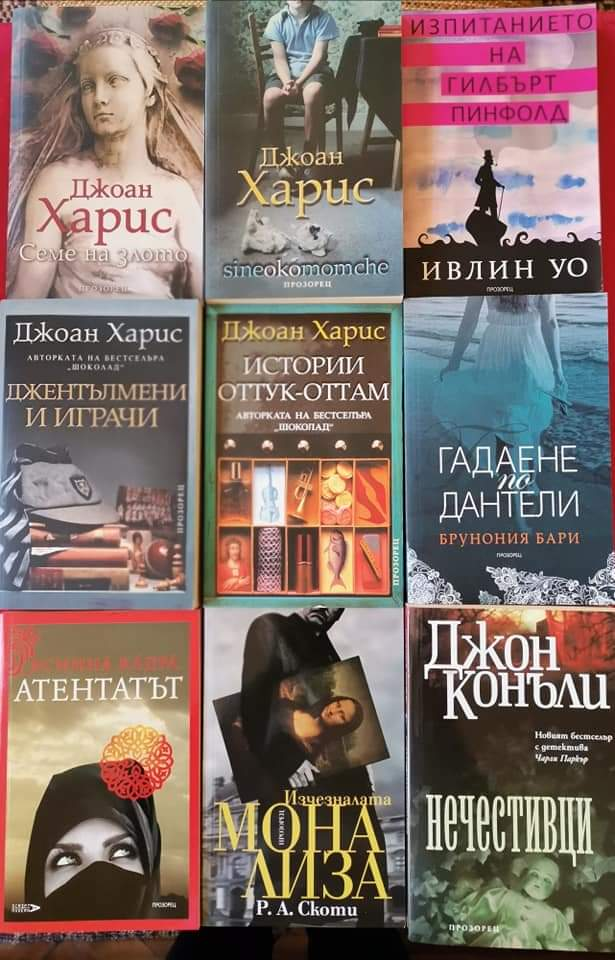 Джоан
Харис
Семе на злото
ПРОЗОРЕЦ
Джоан
Харис
sineokomomche
ПРОЗОРЕЦ
ИЗПИТАНИЕТО
НА
ГИЛБЪРТ
ПИНФОЛД
ИВЛИН УО
ПРОЗОРЕЦ
Джоан Харис
АВТОРКАТА НА БЕСТСЕЛЪРА
„ШОКОЛАД“
ДЖЕНТЪЛМЕНИ
И ИГРАЧИ
ПРОЗОРЕЦ
Джоан Харис
ИСТОРИИ
ОТТУК-ОТТАМ
АВТОРКАТА НА БЕСТСЕЛЪРА
„ШОКОЛАД“
ПРОЗОРЕЦ
ГАДАЕНЕ
по
ДАНТЕЛИ
БРУНОНИЯ БАРИ
ПРОЗОРЕЦ
ЯСМИНА КАДРА
АТЕНТАТЪТ
ПРОЗОРЕЦ
Изчезналата
МОНА
ПРОЗОРЕЦ
ЛИЗА
Р. А. Скоти
Джон
Конъли
Новият бестселър
с детектива
Чарли Паркър
НЕЧЕСТИВЦИ
ПРОЗОРЕЦ